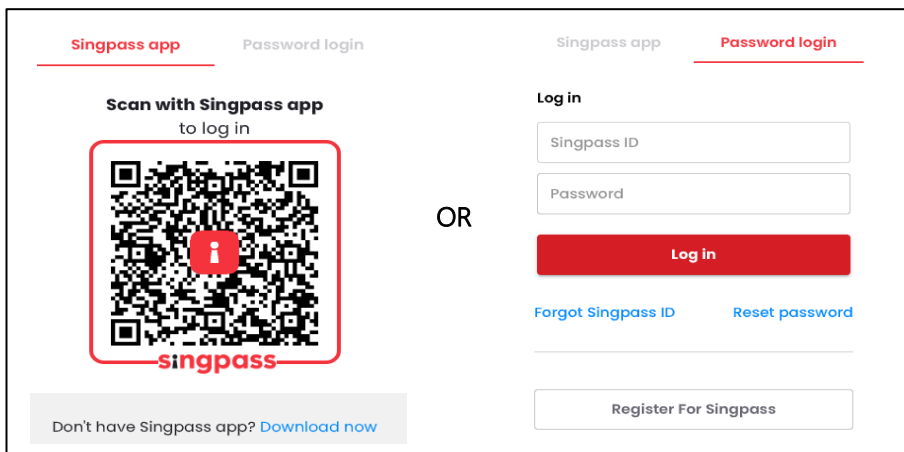 Singpass app Password login
Scan with Singpass app
to log in
singpass
Don't have Singpass app? Download now
OR
Singpass app Password login
Log in
Singpass ID
Password
Log in
Forgot Singpass ID Reset password
Register For Singpass